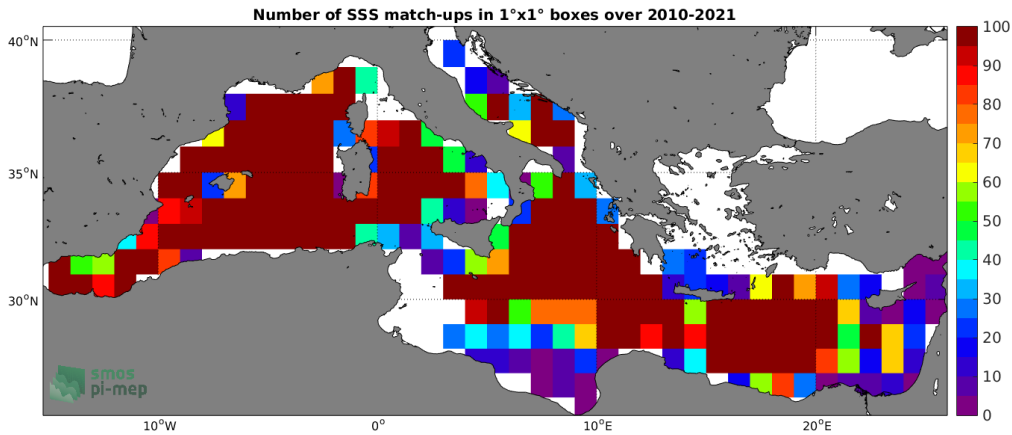 Number of SSS match-ups in 1°x1° boxes over 2010-2021
40°N
35°N
30°N
10°W
0°
10°E
20°E
100
90
80
70
60
50
40
30
20
10
0
smos
pi-mep